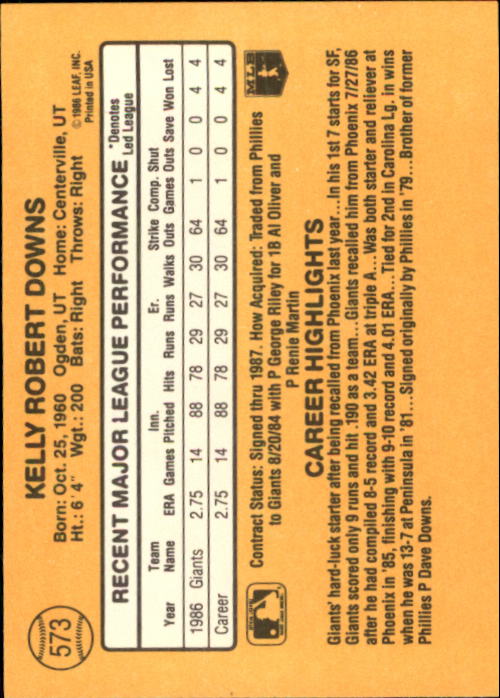 573
KELLY ROBERT DOWNS
Born: Oct. 25, 1960 Ogden, UT Home: Centerville, UT
Ht.: 6'4" Wgt.: 200 Bats: Right Throws: Right
©1986 LEAF, INC.
Printed in USA
RECENT MAJOR LEAGUE PERFORMANCE
*Denotes
Led League
Team Inn. Er. Strike Comp. Shut
Year Name ERA Games Pitched Hits Runs Runs Walks Outs Games Outs Save Won Lost
1986 Giants 2.75 14 88 78 29 27 30 64 1 0 0 4 4
Career 2.75 14 88 78 29 27 30 64 1 0 0 4 4
Contract Status: Signed thru 1987. How Acquired: Traded from Phillies
to Giants 8/20/84 with P George Riley for 1B Al Oliver and
P Renie Martin
MLB
CAREER HIGHLIGHTS
Giants' hard-luck starter after being recalled from Phoenix last year...In his 1st 7 starts for SF,
Giants scored only 9 runs and hit .190 as a team...Giants recalled him from Phoenix 7/27/86
after he had compiled 8-5 record and 3.42 ERA at triple A...Was both starter and reliever at
Phoenix in '85, finishing with 9-10 record and 4.01 ERA...Tied for 2nd in Carolina Lg. in wins
when he was 13-7 at Peninsula in '81...Signed originally by Phillies in '79...Brother of former
Phillies P Dave Downs.